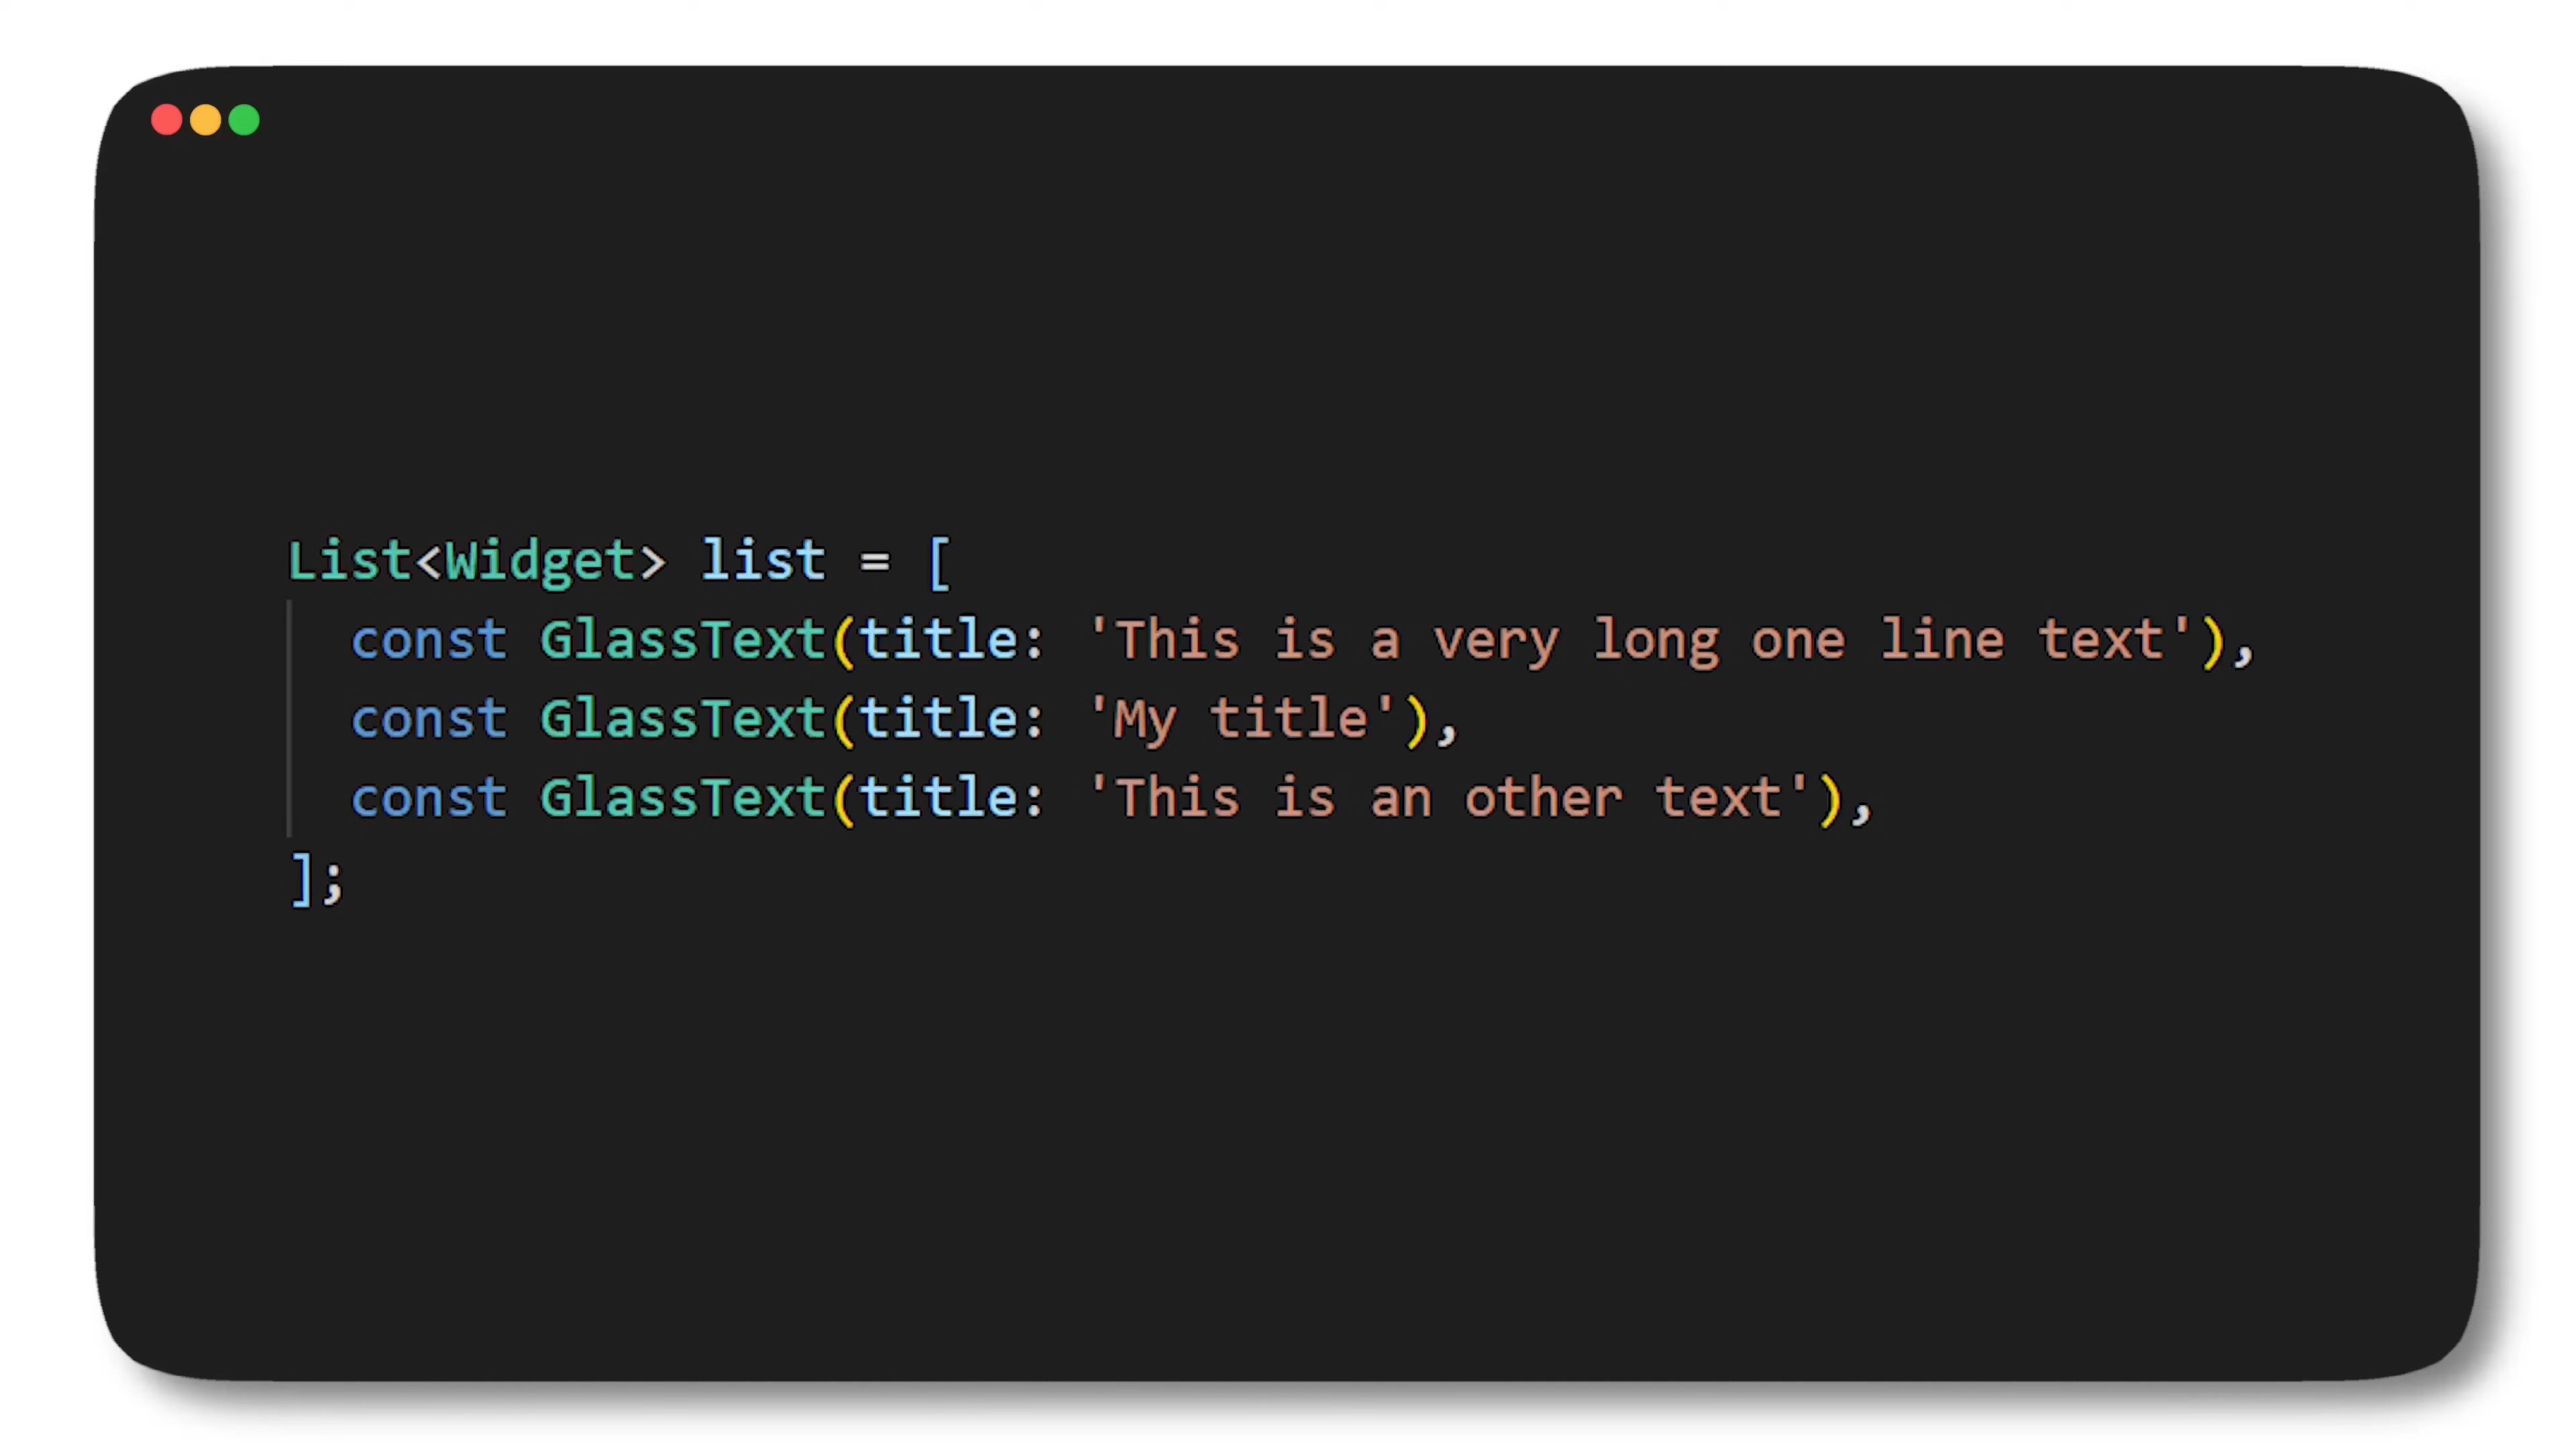 List<Widget> list = [
  const GlassText(title: 'This is a very long one line text'),
  const GlassText(title: 'My title'),
  const GlassText(title: 'This is an other text'),
];